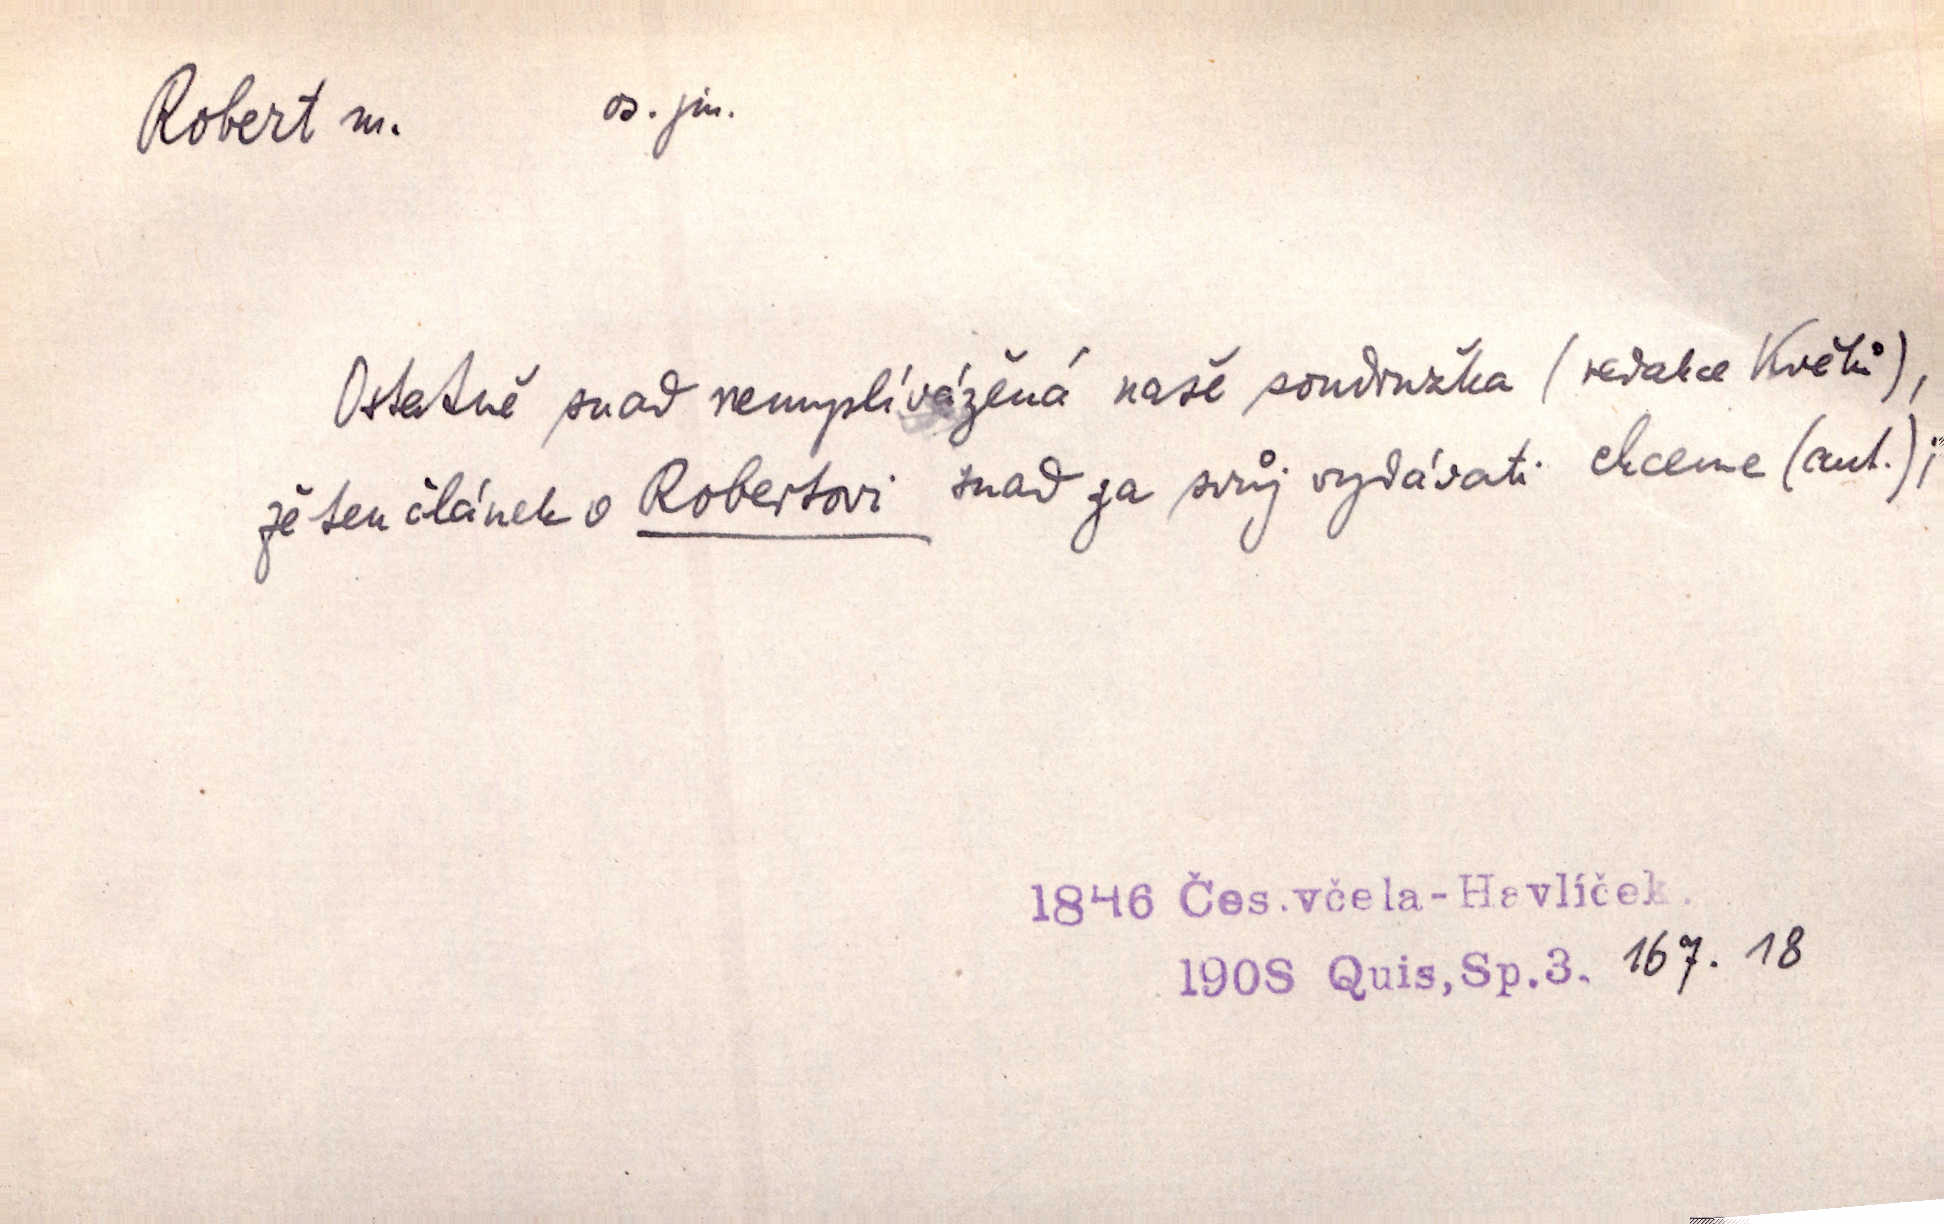 Robert m. os. jm.
Ostatně snad nemyslí vážená naše soudružka (redakce Květů),
že ten článek o Robertovi snad za svůj vydávati chceme (aut.);
1846 Čes.včela-Havlíček.
1908 Quis,Sp.3. 167. 18